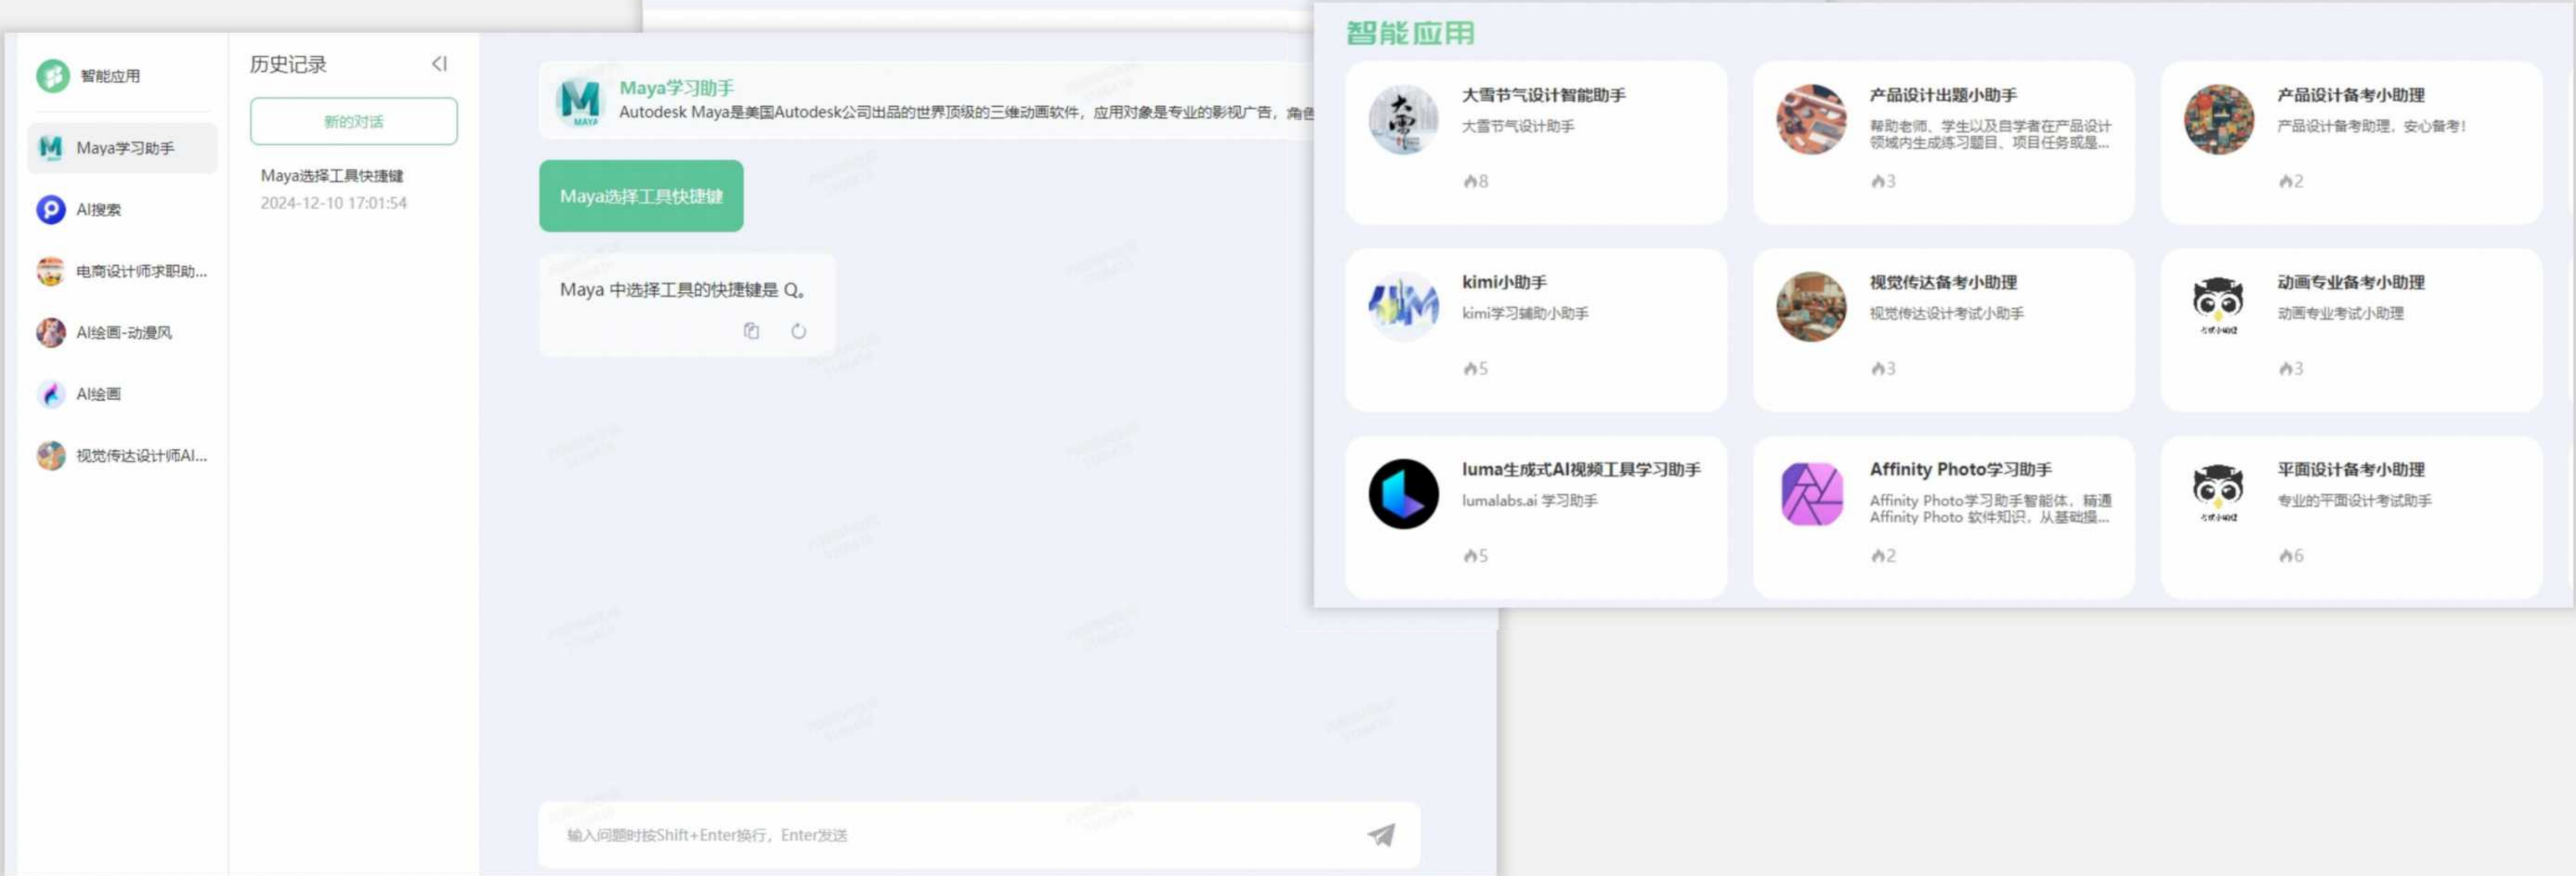 智能应用
Maya学习助手
AI搜索
电商设计师求职助...
AI绘画-动漫风
AI绘画
视觉传达设计师AI...
历史记录
新的对话
Maya选择工具快捷键
2024-12-10 17:01:54
MAYA
Maya学习助手
Autodesk Maya是美国Autodesk公司出品的世界顶级的三维动画软件，应用对象是专业的影视广告，角色
Maya选择工具快捷键
Maya 中选择工具的快捷键是 Q。
输入问题时按Shift+Enter换行，Enter发送
智能应用
大雪
大雪节气设计智能助手
大雪节气设计助手
8
产品设计出题小助手
帮助老师、学生以及自学者在产品设计
领域内生成练习题目、项目任务或是...
3
产品设计备考小助理
产品设计备考助理，安心备考！
2
kimi小助手
kimi学习辅助小助手
5
视觉传达备考小助理
视觉传达设计考试小助手
3
动画专业备考小助理
动画专业考试小助理
3
luma生成式AI视频工具学习助手
lumalabs.ai 学习助手
5
Affinity Photo学习助手
Affinity Photo学习助手智能体，精通
Affinity Photo 软件知识，从基础操...
2
平面设计备考小助理
专业的平面设计考试助手
6